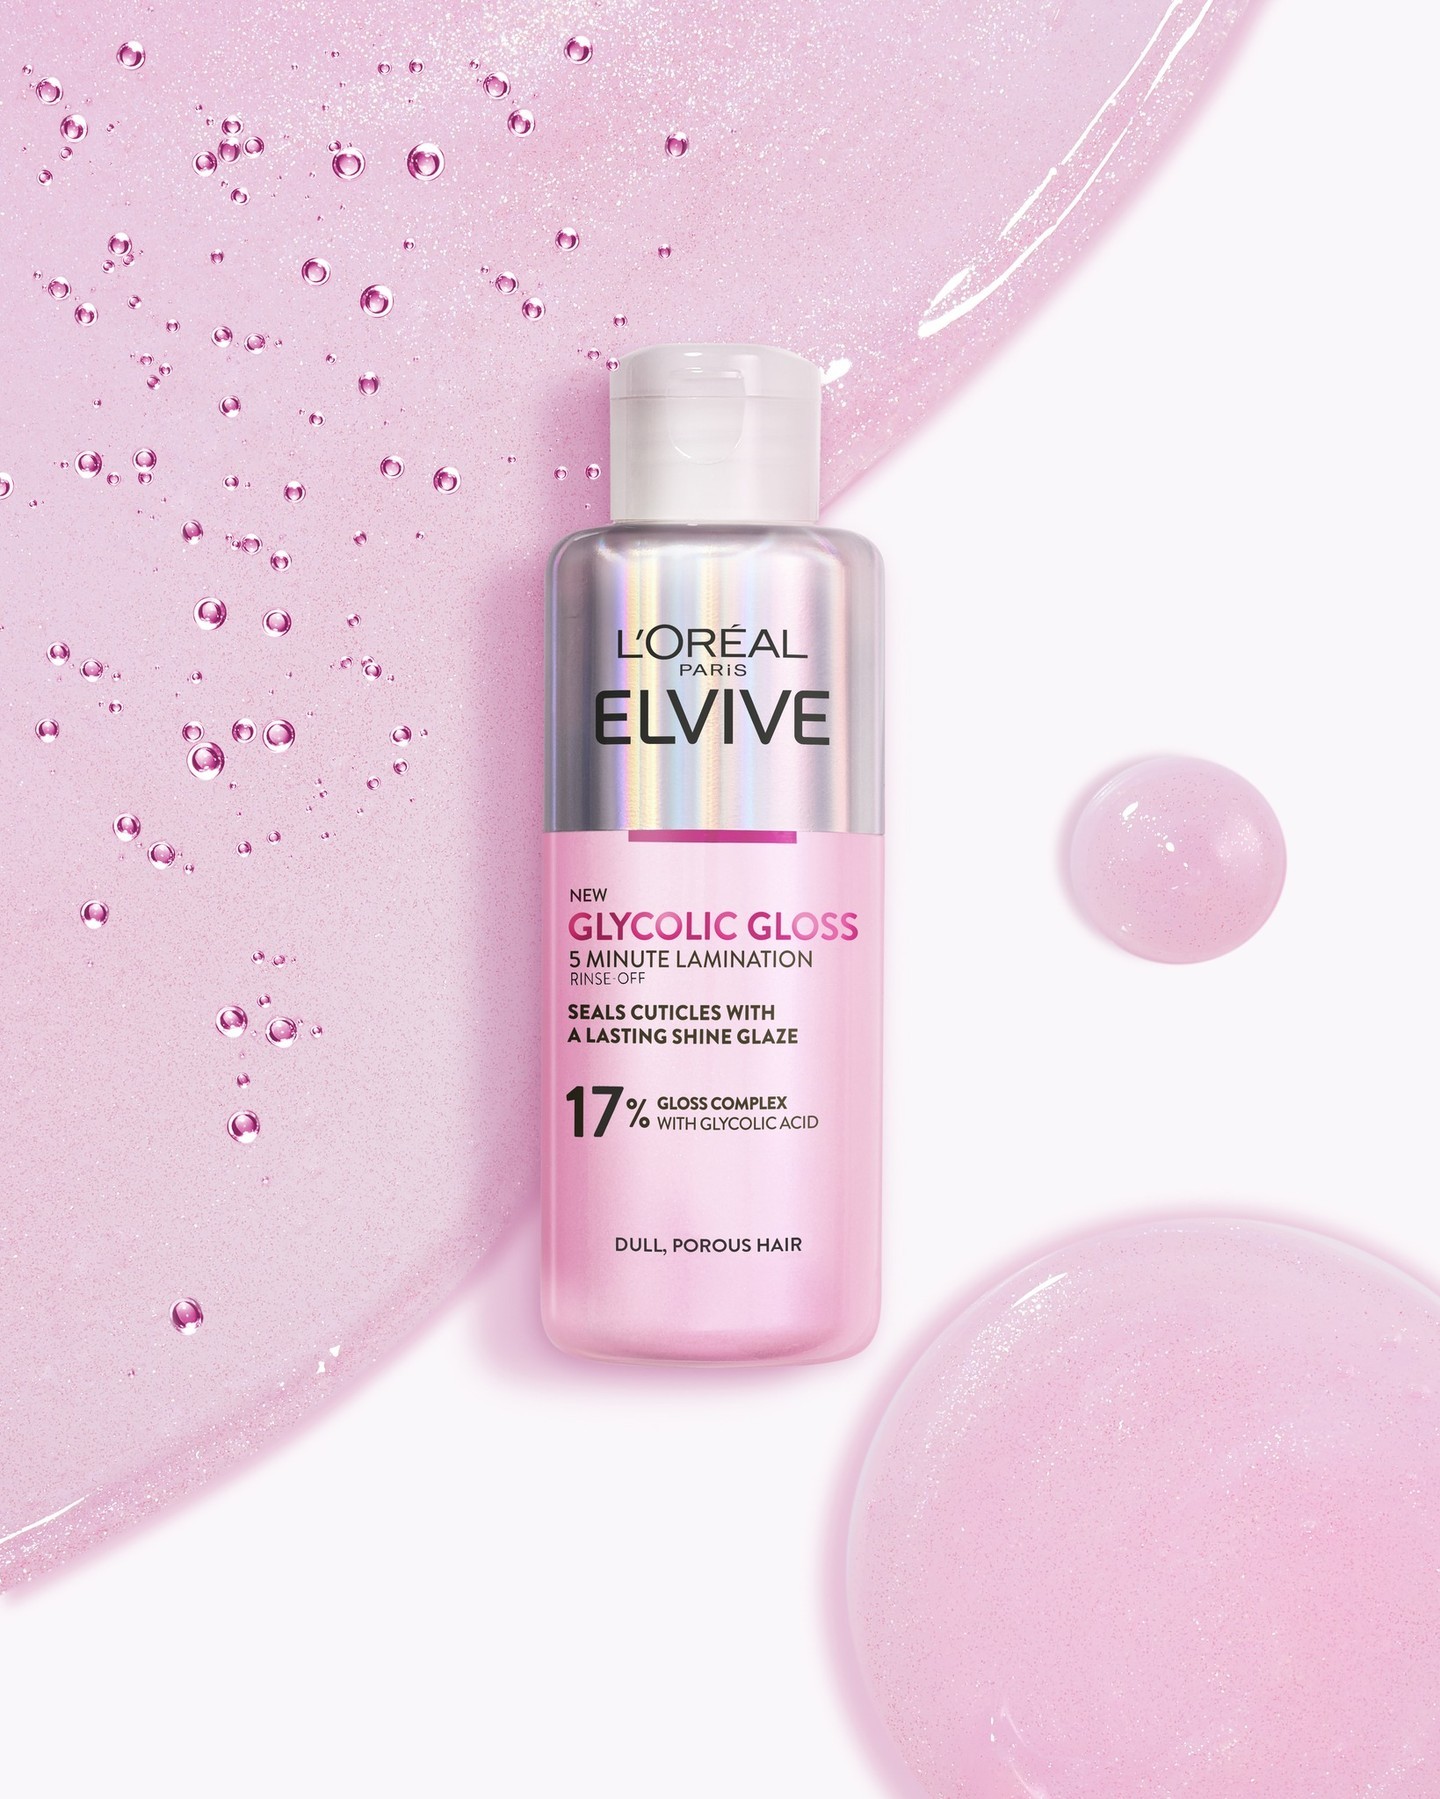 L'ORÉAL
PARiS
ELVIVE
NEW
GLYCOLIC GLOSS
5 MINUTE LAMINATION
RINSE-OFF
SEALS CUTICLES WITH
A LASTING SHINE GLAZE
17% GLOSS COMPLEX
WITH GLYCOLIC ACID
DULL, POROUS HAIR